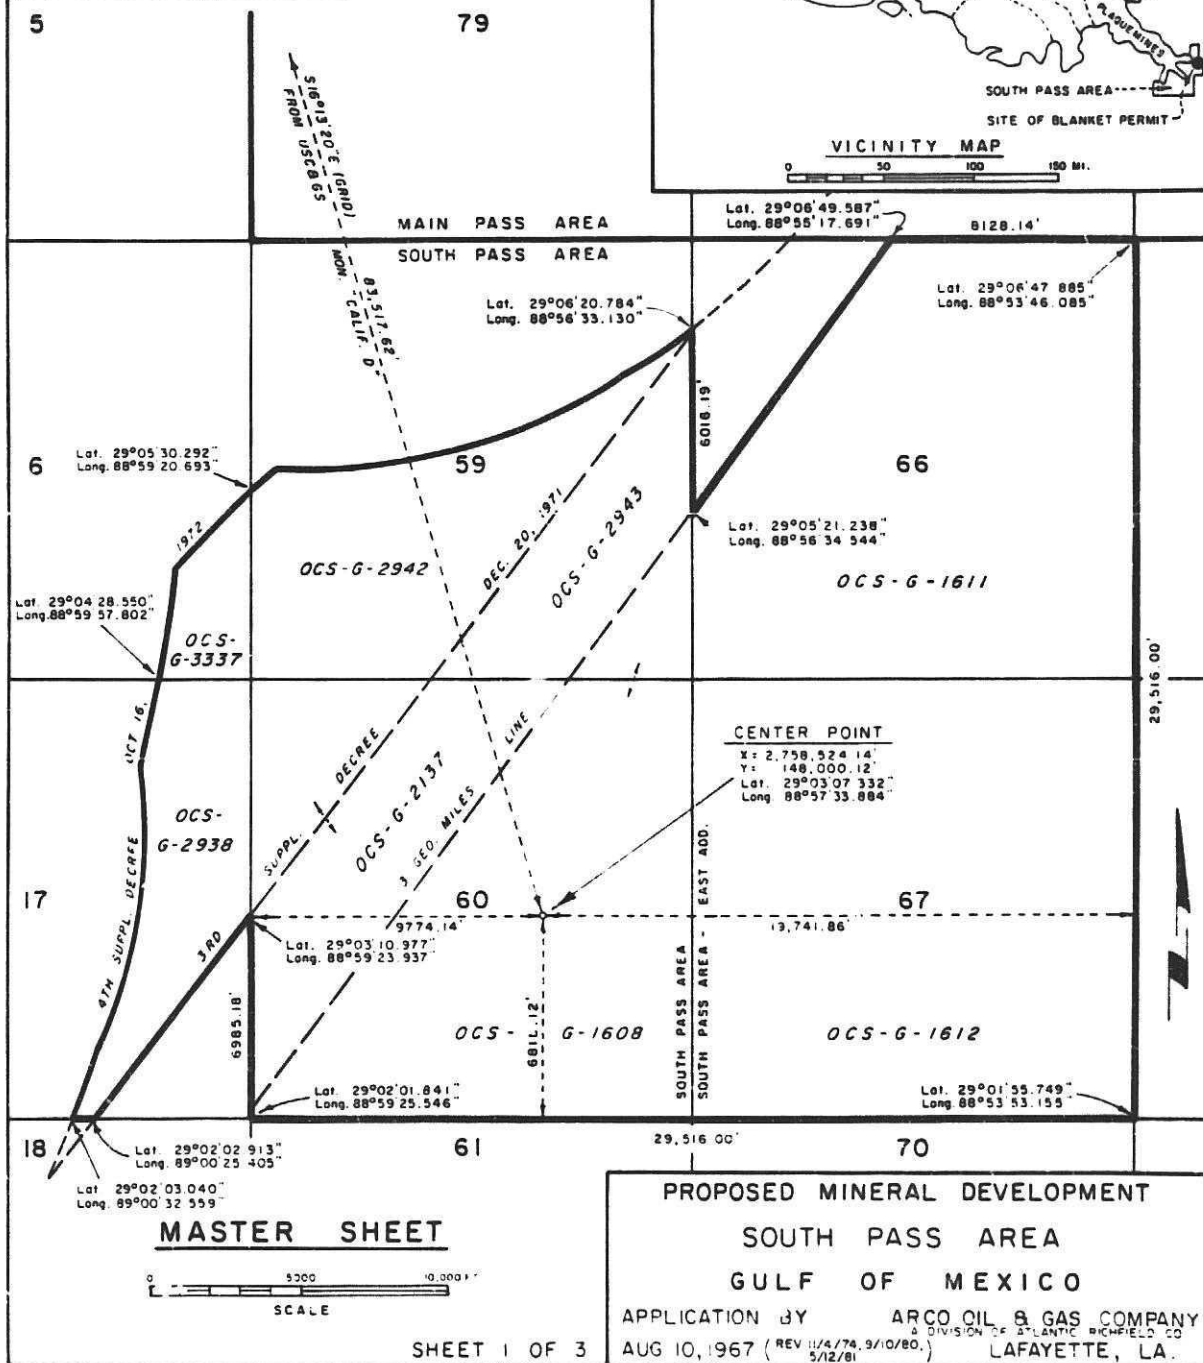 5
79
PLAQUEMINES
SOUTH PASS AREA
SITE OF BLANKET PERMIT
VICINITY MAP
0 50 100 150 MI.
S16°13'20"E (GRID) 83,517.62'
FROM USC&GS MON. "CALIF. D"
MAIN PASS AREA
SOUTH PASS AREA
Lat. 29°06'49.587"
Long. 88°55'17.691"
8128.14'
Lat. 29°06'47 885"
Long. 88°53'46.085"
Lat. 29°06'20.784"
Long. 88°56'33.130"
6018.19'
Lat. 29°05'30.292"
Long. 88°59'20.693"
6
59
66
Lat. 29°05'21.238"
Long. 88°56'34 544"
1972
OCS-G-2942
DEC. 20, 1971
OCS-G-2943
OCS-G-1611
Lat. 29°04 28.550"
Long. 88°59 57.802"
OCS-
G-3337
29,516.00'
OCT 16,
CENTER POINT
X= 2,758,524 14'
Y= 148,000.12'
Lat. 29°03'07 332"
Long. 88°57'33.884"
LINE
DECREE
OCS-G-2137
3 GEO. MILES
SUPPL.
OCS-
G-2938
4TH SUPPL. DECREE
17
60
67
9774.14'
19,741.86'
3RD
Lat. 29°03'10.977"
Long. 88°59'23.937"
SOUTH PASS AREA
SOUTH PASS AREA - EAST ADD.
6985.18'
6811.12'
OCS- G-1608
OCS-G-1612
Lat. 29°02'01.841"
Long. 88°59'25.546"
Lat. 29°01'55.749"
Long. 88°53'53.155"
18
61
29,516 00'
70
Lat. 29°02'02 913"
Long. 89°00'25 405"
Lat 29°02'03.040"
Long. 89°00'32 559"
MASTER SHEET
0 5000 10,000 FT
SCALE
SHEET 1 OF 3
PROPOSED MINERAL DEVELOPMENT
SOUTH PASS AREA
GULF OF MEXICO
APPLICATION BY ARCO OIL & GAS COMPANY
A DIVISION OF ATLANTIC RICHFIELD CO
AUG 10, 1967 (REV 11/4/74, 9/10/80, 5/12/81) LAFAYETTE, LA.